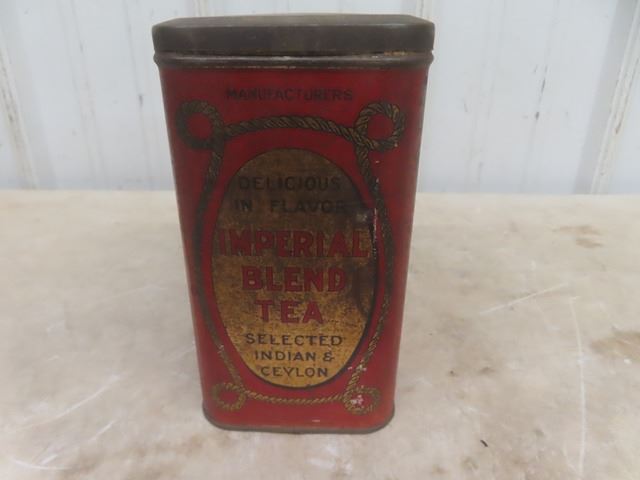 MANUFACTURERS
DELICIOUS
IN FLAVOR
IMPERIAL
BLEND
TEA
SELECTED
INDIAN &
CEYLON